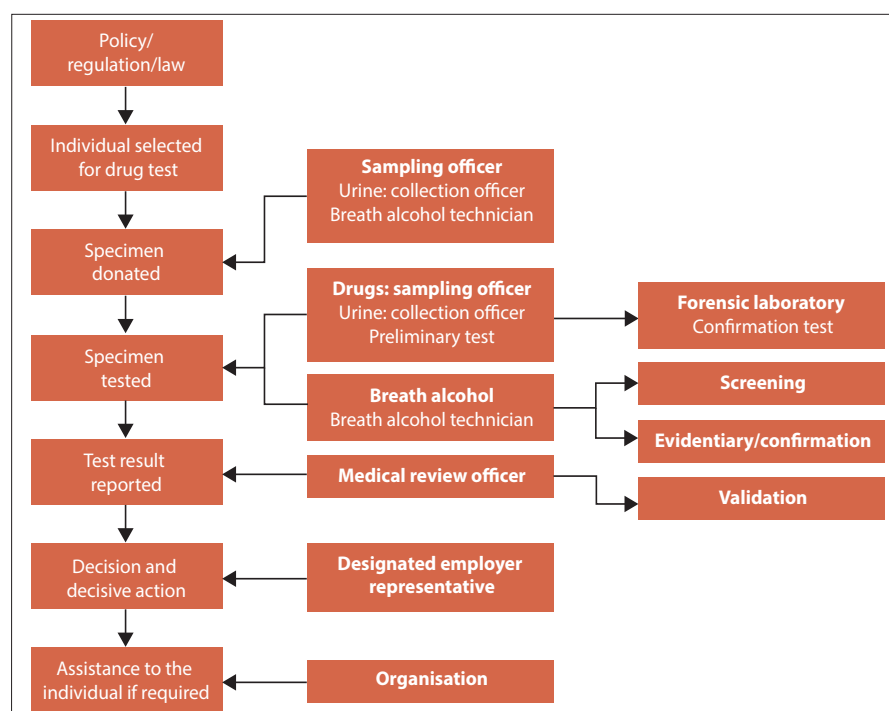 Policy/
regulation/law
Individual selected
for drug test
Sampling officer
Urine: collection officer
Breath alcohol technician
Specimen
donated
Drugs: sampling officer
Urine: collection officer
Preliminary test
Forensic laboratory
Confirmation test
Specimen
tested
Screening
Breath alcohol
Breath alcohol technician
Evidentiary/confirmation
Test result
reported
Medical review officer
Validation
Decision and
decisive action
Designated employer
representative
Assistance to the
individual if required
Organisation